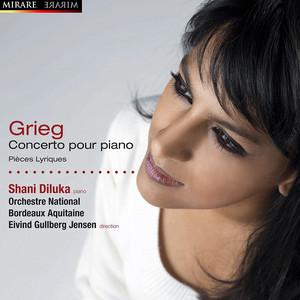 MIRARE MIRARE
Grieg
Concerto pour piano
Pièces Lyriques
Shani Diluka piano
Orchestre National
Bordeaux Aquitaine
Eivind Gullberg Jensen direction